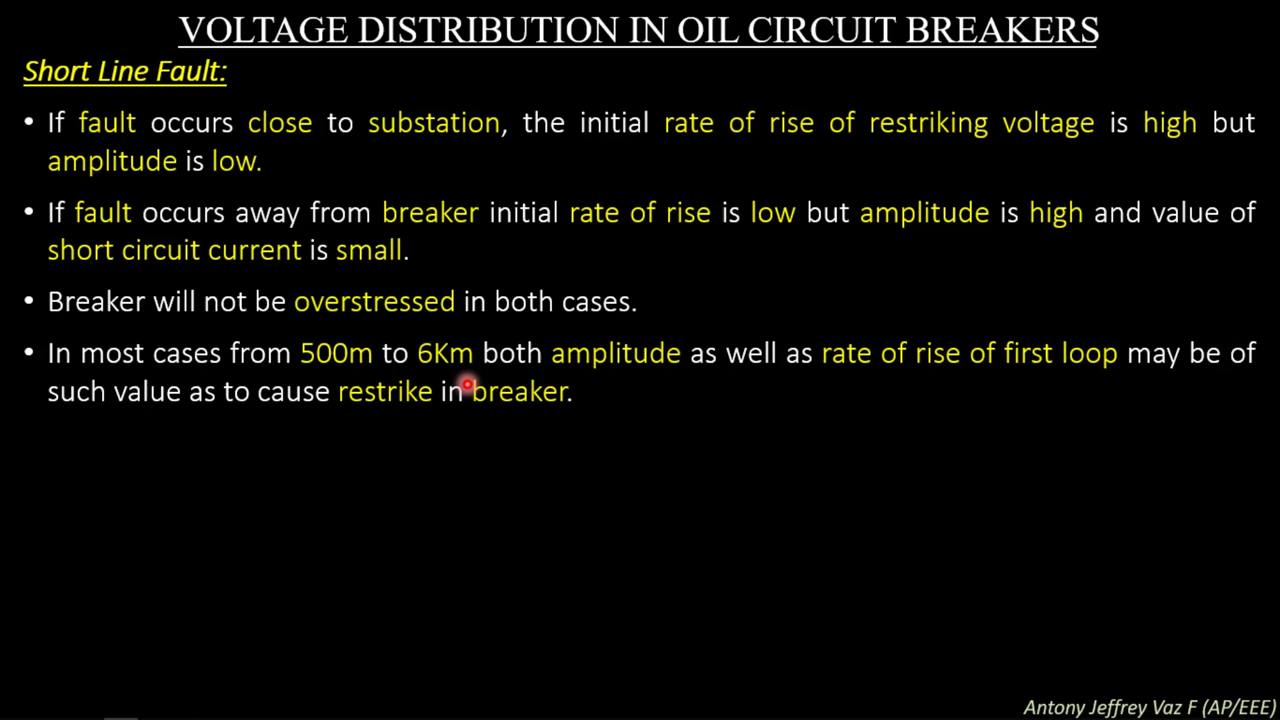 VOLTAGE DISTRIBUTION IN OIL CIRCUIT BREAKERS
Short Line Fault:
• If fault occurs close to substation, the initial rate of rise of restriking voltage is high but
amplitude is low.
• If fault occurs away from breaker initial rate of rise is low but amplitude is high and value of
short circuit current is small.
• Breaker will not be overstressed in both cases.
• In most cases from 500m to 6Km both amplitude as well as rate of rise of first loop may be of
such value as to cause restrike in breaker.
Antony Jeffrey Vaz F (AP/EEE)